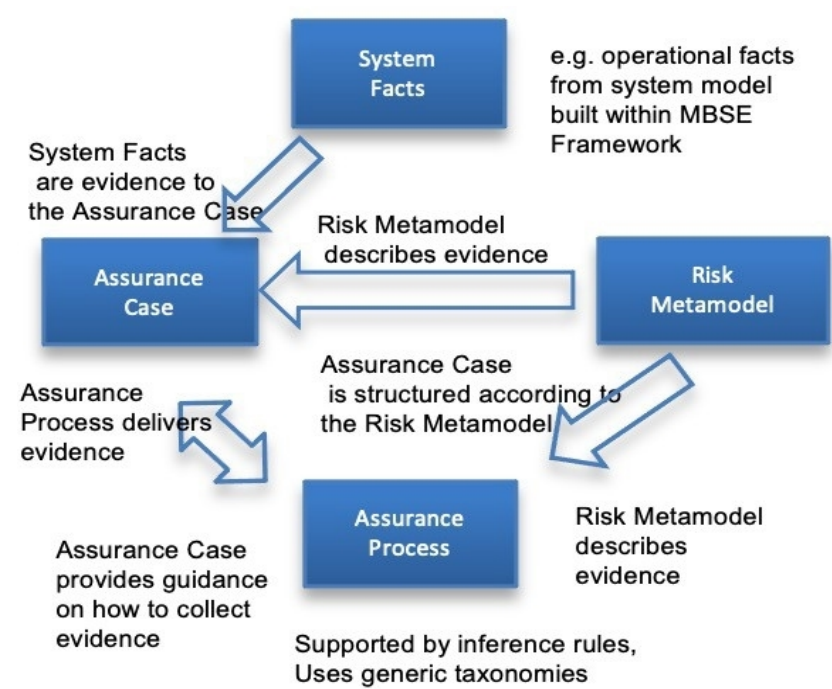 System
Facts
e.g. operational facts
from system model
built within MBSE
Framework
System Facts
are evidence to
the Assurance Case
Risk Metamodel
describes evidence
Assurance
Case
Risk
Metamodel
Assurance Case
is structured according to
the Risk Metamodel
Assurance
Process delivers
evidence
Assurance
Process
Risk Metamodel
describes
evidence
Assurance Case
provides guidance
on how to collect
evidence
Supported by inference rules,
Uses generic taxonomies